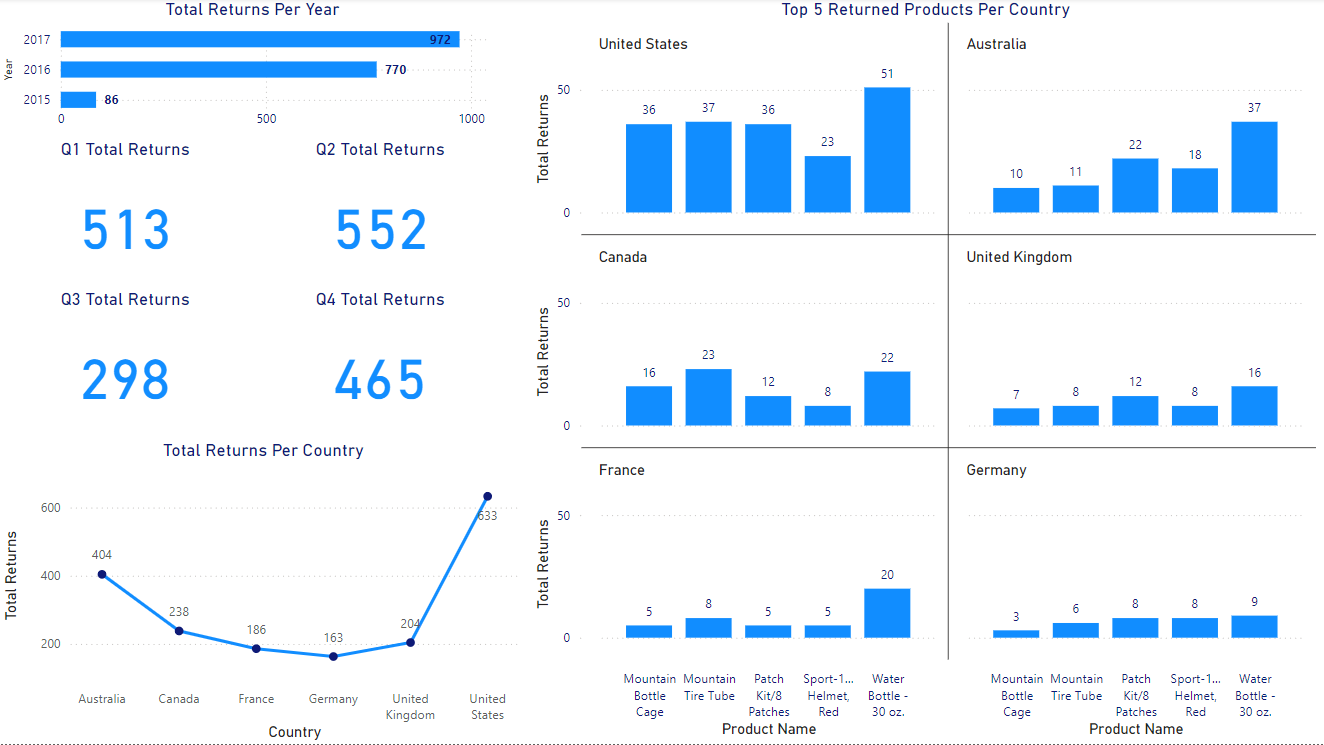 Total Returns Per Year
Year
2017
972
2016
770
2015
86
0
500
1000
Q1 Total Returns
Q2 Total Returns
513
552
Q3 Total Returns
Q4 Total Returns
298
465
Total Returns Per Country
Total Returns
600
400
200
404
238
186
163
204
633
Australia
Canada
France
Germany
United
Kingdom
United
States
Country
Top 5 Returned Products Per Country
United States
Total Returns
50
0
36
37
36
23
51
Australia
10
11
22
18
37
Canada
Total Returns
50
0
16
23
12
8
22
United Kingdom
7
8
12
8
16
France
Total Returns
50
0
5
8
5
5
20
Germany
3
6
8
8
9
Mountain
Bottle
Cage
Mountain
Tire Tube
Patch
Kit/8
Patches
Sport-1...
Helmet,
Red
Water
Bottle -
30 oz.
Product Name
Mountain
Bottle
Cage
Mountain
Tire Tube
Patch
Kit/8
Patches
Sport-1...
Helmet,
Red
Water
Bottle -
30 oz.
Product Name